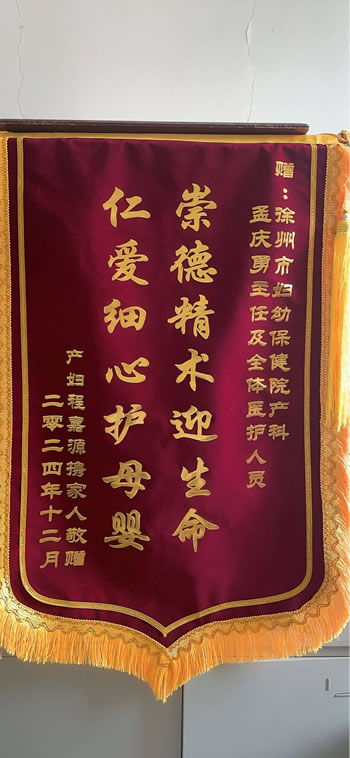 赠：徐州市妇幼保健院产科
孟庆勇主任及全体医护人员
崇德精术迎生命
仁爱细心护母婴
产妇程嘉源携家人敬赠
二零二四年十二月